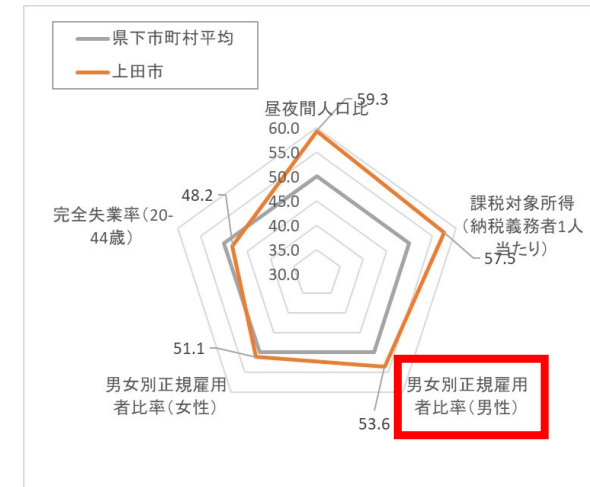 県下市町村平均
上田市
59.3
昼夜間人口比
60.0
55.0
50.0
45.0
40.0
35.0
30.0
48.2
完全失業率(20-
44歳)
課税対象所得
(納税義務者1人
当たり)
57.5
51.1
男女別正規雇用
者比率(女性)
男女別正規雇用
者比率(男性)
53.6